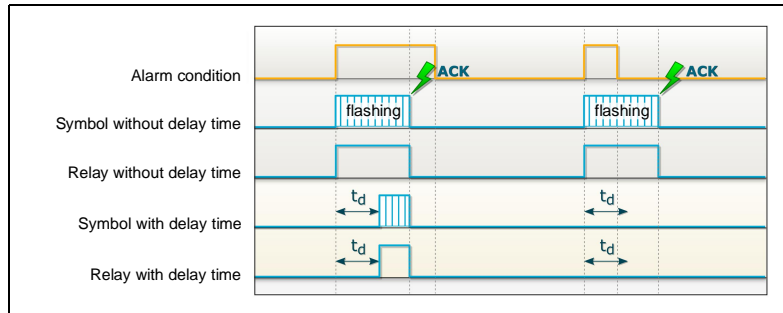 Alarm condition
ACK
ACK
Symbol without delay time
flashing
flashing
Relay without delay time
Symbol with delay time
td
td
Relay with delay time
td
td